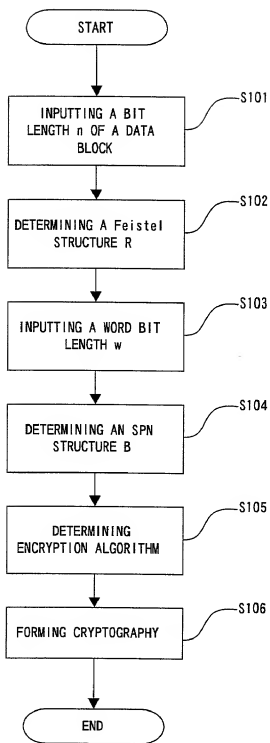 START
S101
INPUTTING A BIT
LENGTH n OF A DATA
BLOCK
S102
DETERMINING A Feistel
STRUCTURE R
S103
INPUTTING A WORD BIT
LENGTH w
S104
DETERMINING AN SPN
STRUCTURE B
S105
DETERMINING
ENCRYPTION ALGORITHM
S106
FORMING CRYPTOGRAPHY
END